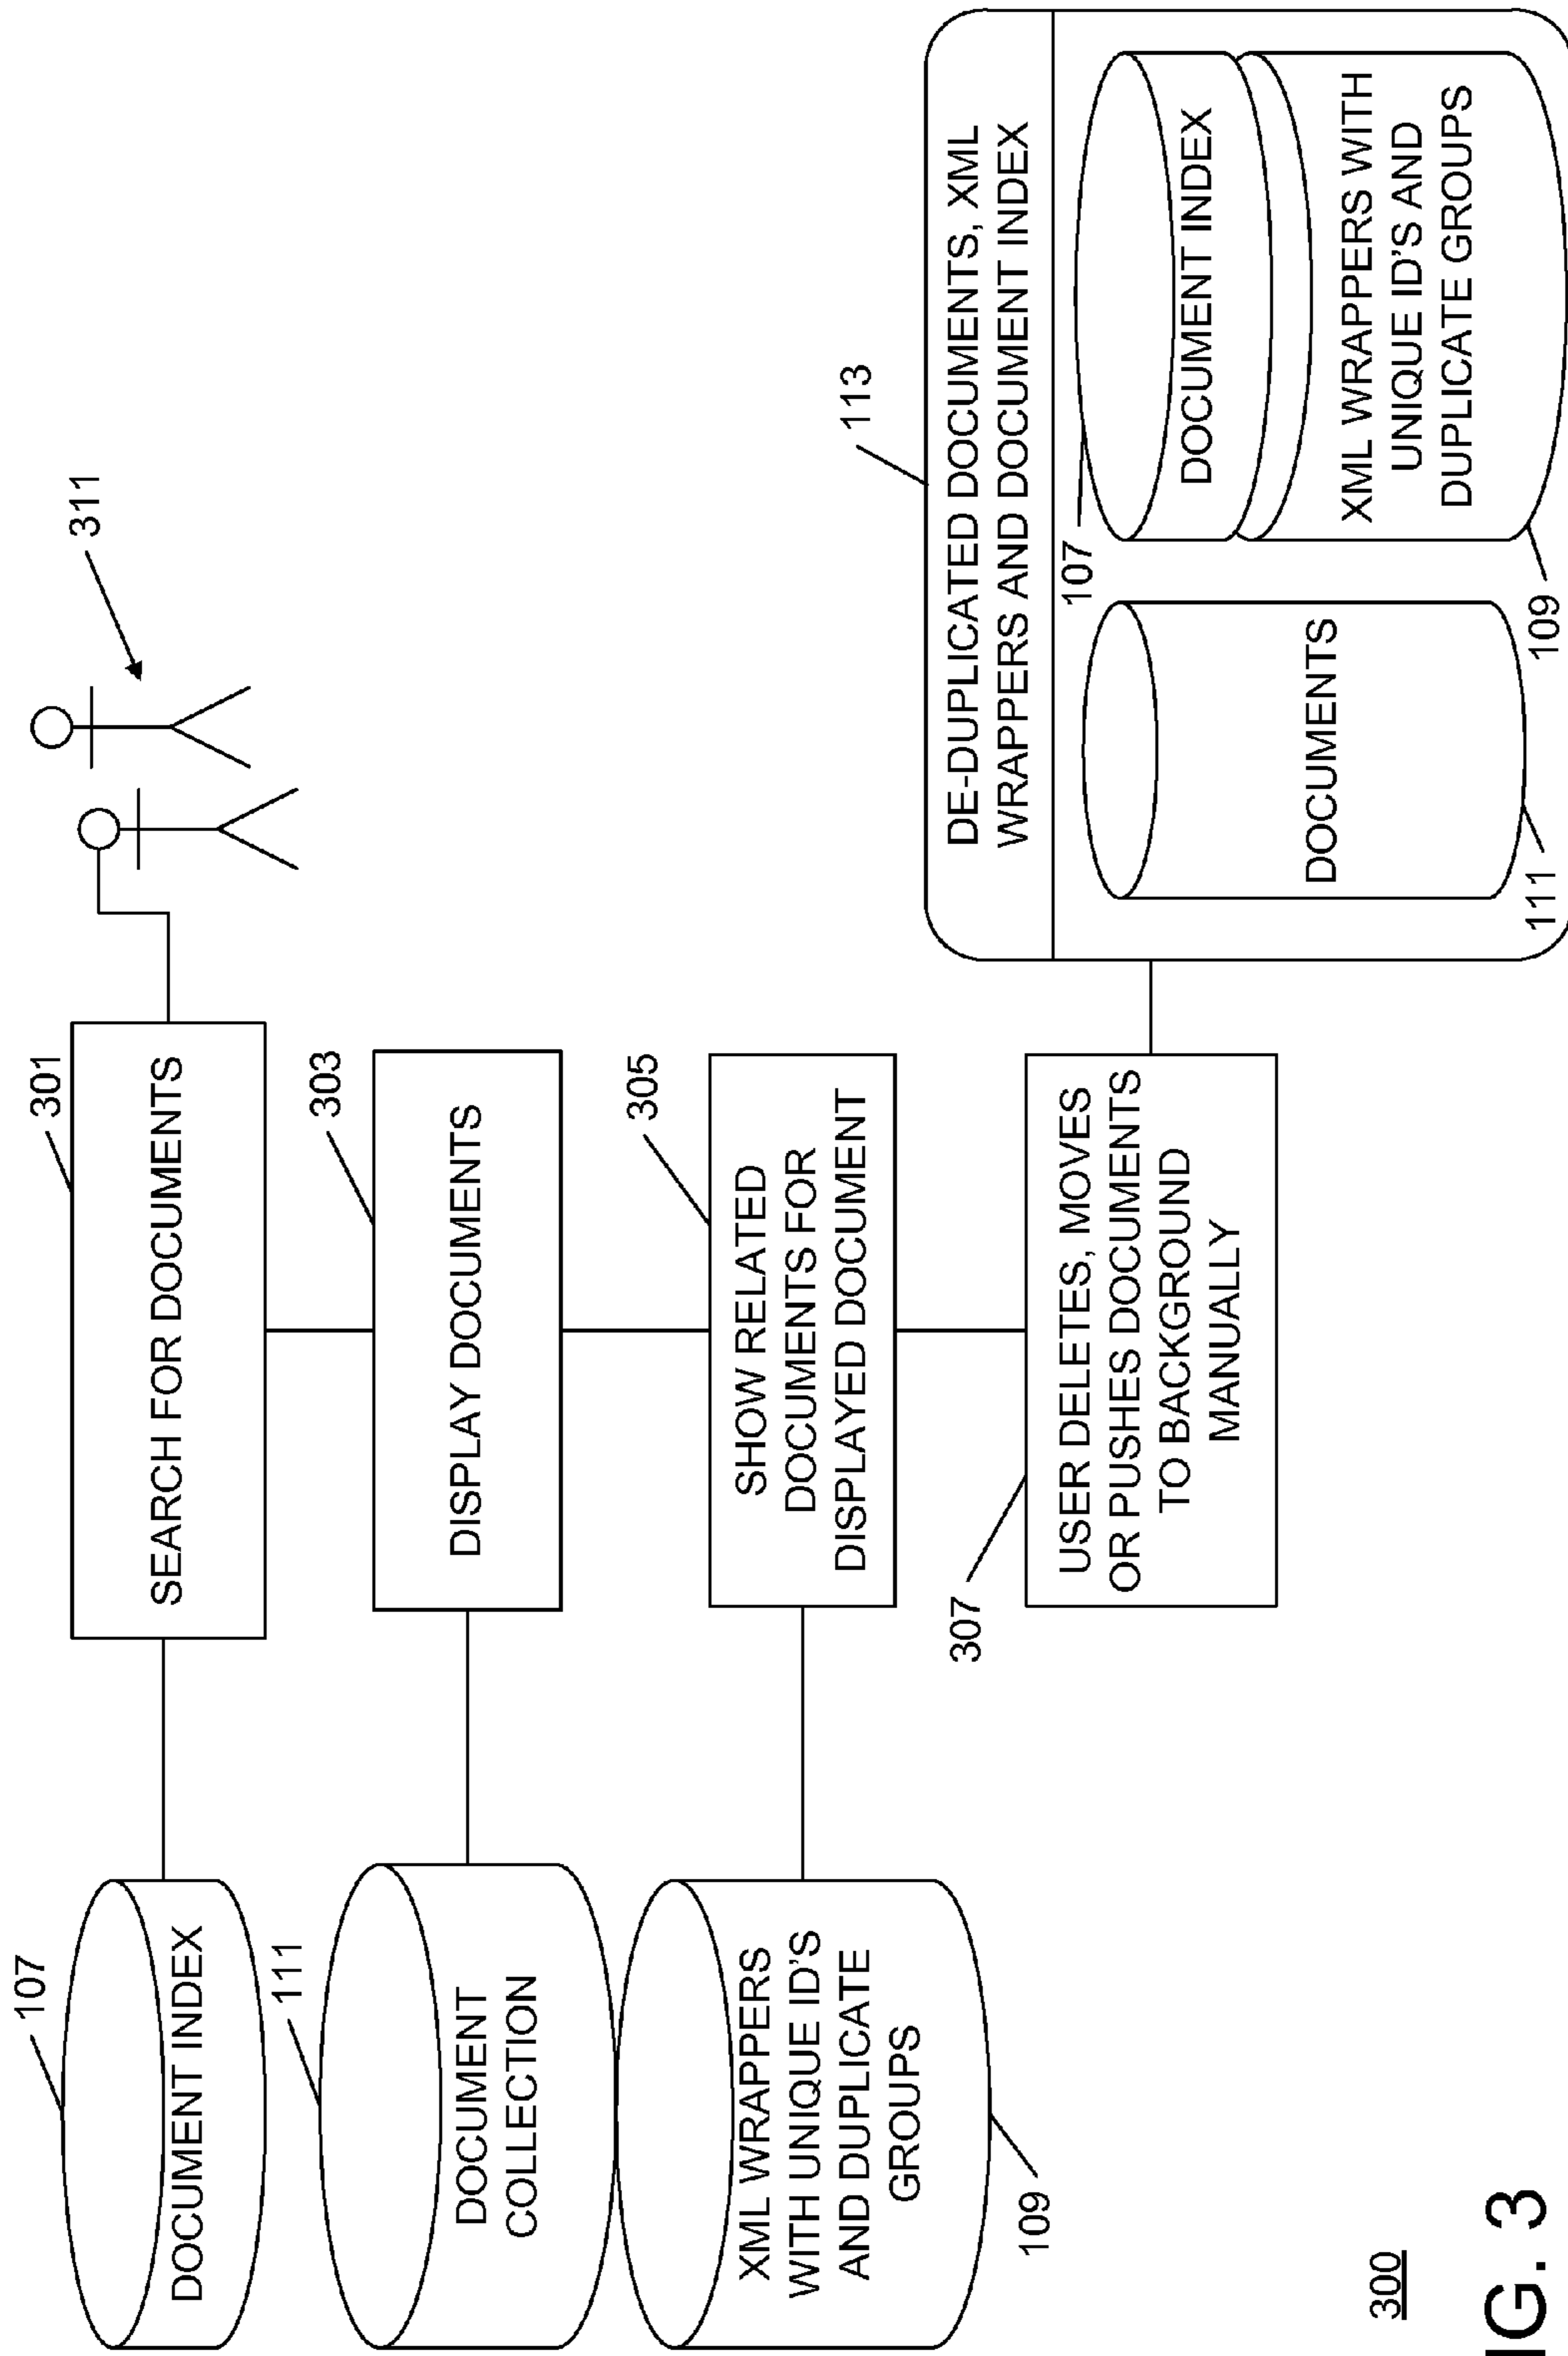 107
DOCUMENT INDEX
111
DOCUMENT
COLLECTION
XML WRAPPERS
WITH UNIQUE ID'S
AND DUPLICATE
GROUPS
109
301
SEARCH FOR DOCUMENTS
303
DISPLAY DOCUMENTS
305
SHOW RELATED
DOCUMENTS FOR
DISPLAYED DOCUMENT
307
USER DELETES, MOVES
OR PUSHES DOCUMENTS
TO BACKGROUND
MANUALLY
311
113
DE-DUPLICATED DOCUMENTS, XML
WRAPPERS AND DOCUMENT INDEX
107
DOCUMENTS
111
DOCUMENT INDEX
XML WRAPPERS WITH
UNIQUE ID'S AND
DUPLICATE GROUPS
109
300
IG. 3